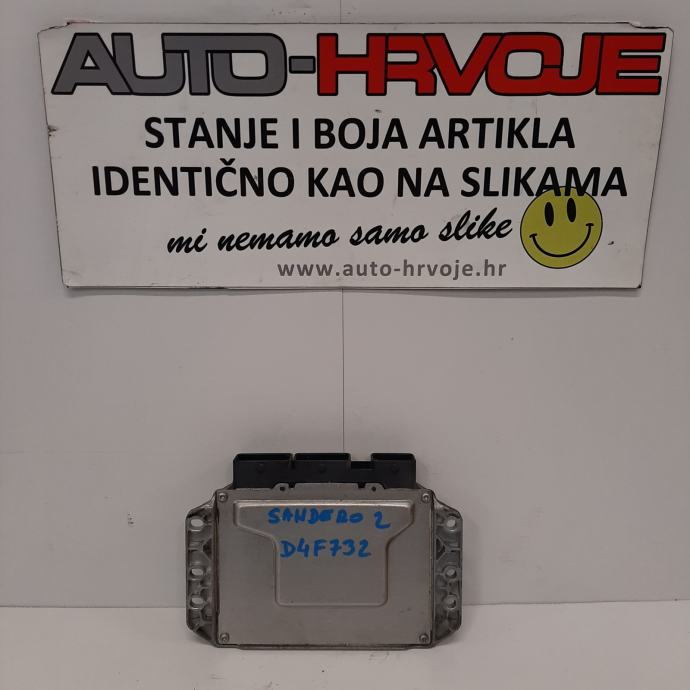 AUTO-HRVOJE
STANJE I BOJA ARTIKLA
IDENTIČNO KAO NA SLIKAMA
mi nemamo samo slike
www.auto-hrvoje.hr
SANDERO 2
D4F732